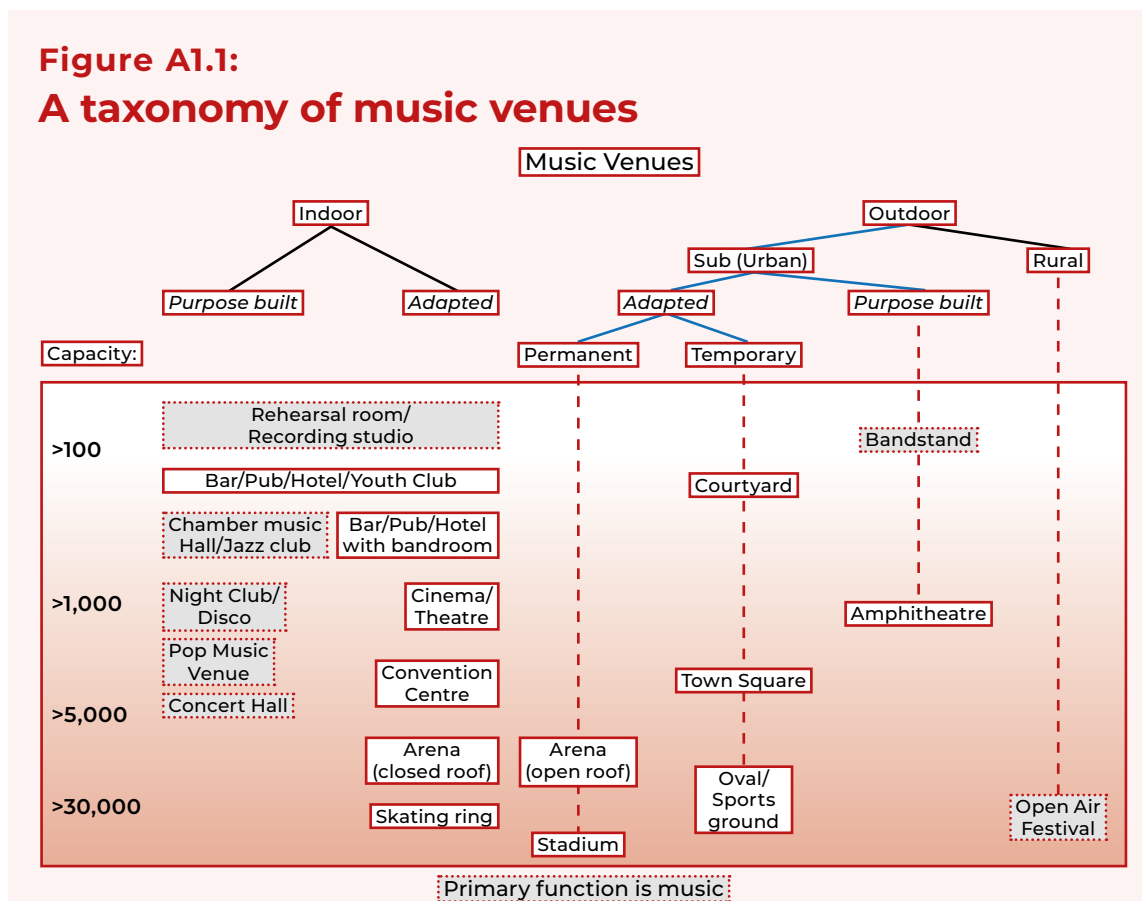 Figure A1.1:
A taxonomy of music venues
Music Venues
Indoor
Outdoor
Sub (Urban)
Rural
Purpose built
Adapted
Adapted
Purpose built
Capacity:
Permanent
Temporary
>100
Rehearsal room/
Recording studio
Bandstand
Bar/Pub/Hotel/Youth Club
Courtyard
Chamber music
Hall/Jazz club
Bar/Pub/Hotel
with bandroom
>1,000
Night Club/
Disco
Cinema/
Theatre
Amphitheatre
Pop Music
Venue
Convention
Centre
Town Square
Concert Hall
>5,000
Arena
(closed roof)
Arena
(open roof)
Oval/
Sports
ground
>30,000
Skating ring
Open Air
Festival
Stadium
Primary function is music